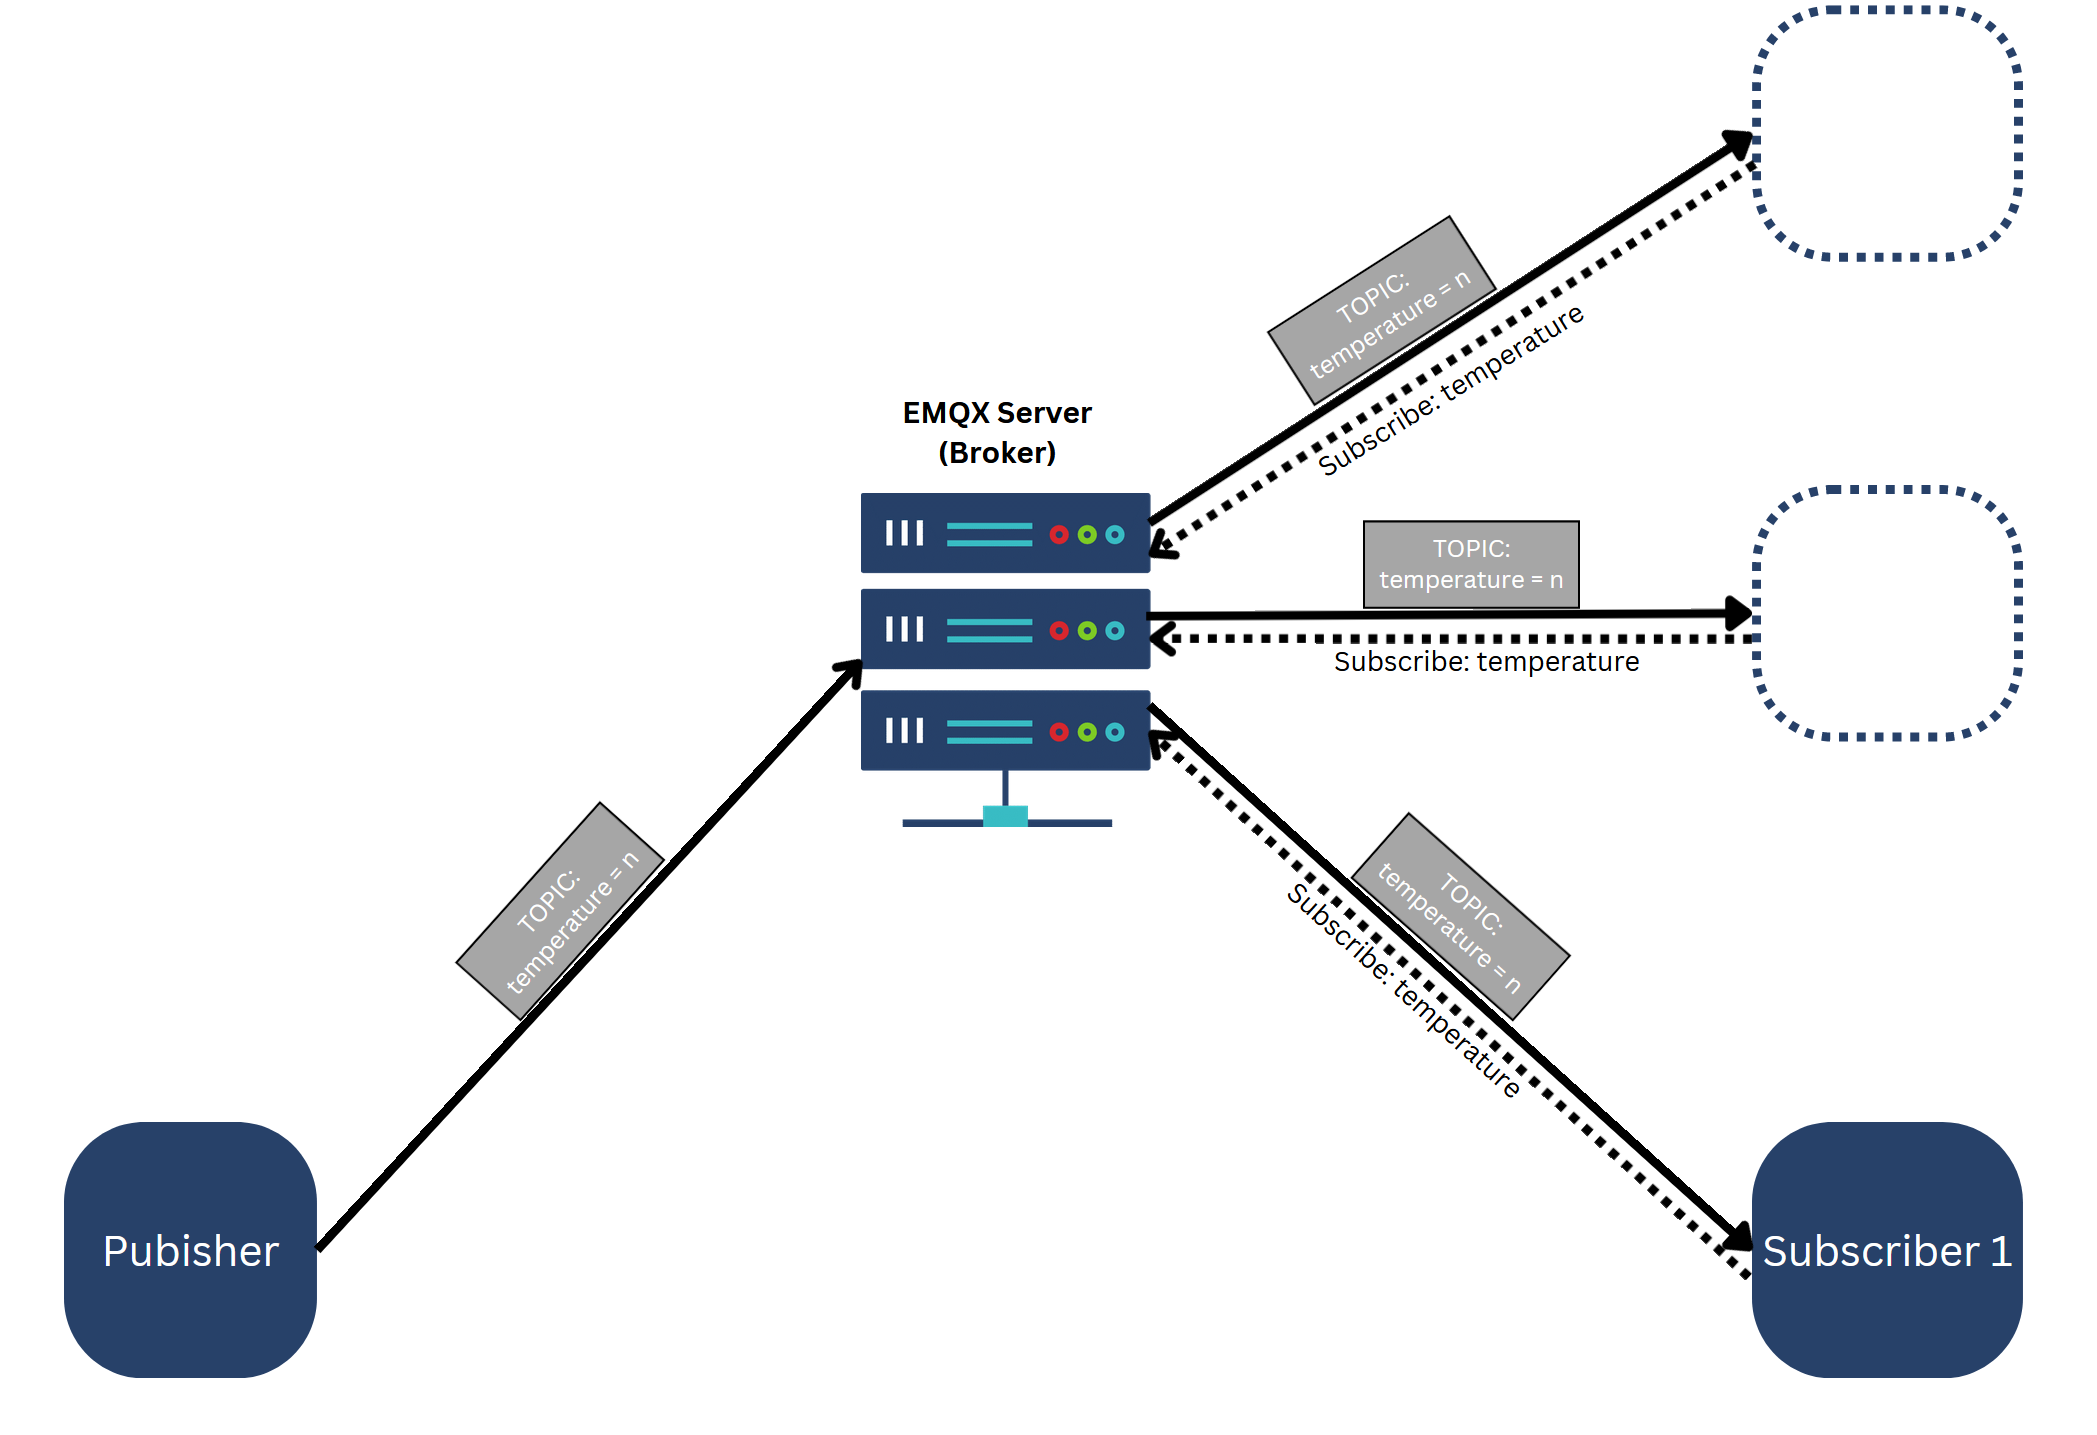 TOPIC:
temperature = n
Subscribe: temperature
EMQX Server
(Broker)
TOPIC:
temperature = n
Subscribe: temperature
TOPIC:
temperature = n
TOPIC:
temperature = n
Subscribe: temperature
Pubisher
Subscriber 1